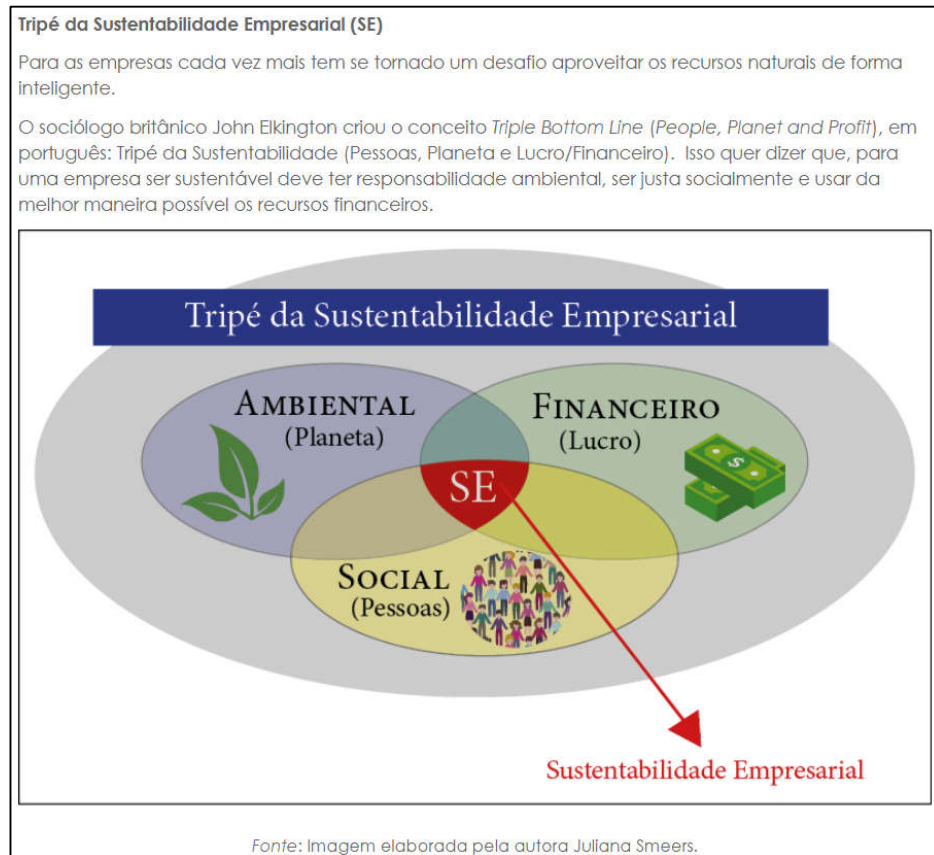 Tripé da Sustentabilidade Empresarial (SE)
Para as empresas cada vez mais tem se tornado um desafio aproveitar os recursos naturais de forma
inteligente.
O sociólogo britânico John Elkington criou o conceito Triple Bottom Line (People, Planet and Profit), em
português: Tripé da Sustentabilidade (Pessoas, Planeta e Lucro/Financeiro). Isso quer dizer que, para
uma empresa ser sustentável deve ter responsabilidade ambiental, ser justa socialmente e usar da
melhor maneira possível os recursos financeiros.
Tripé da Sustentabilidade Empresarial
AMBIENTAL
(Planeta)
FINANCEIRO
(Lucro)
$
SE
SOCIAL
(Pessoas)
Sustentabilidade Empresarial
Fonte: Imagem elaborada pela autora Juliana Smeers.